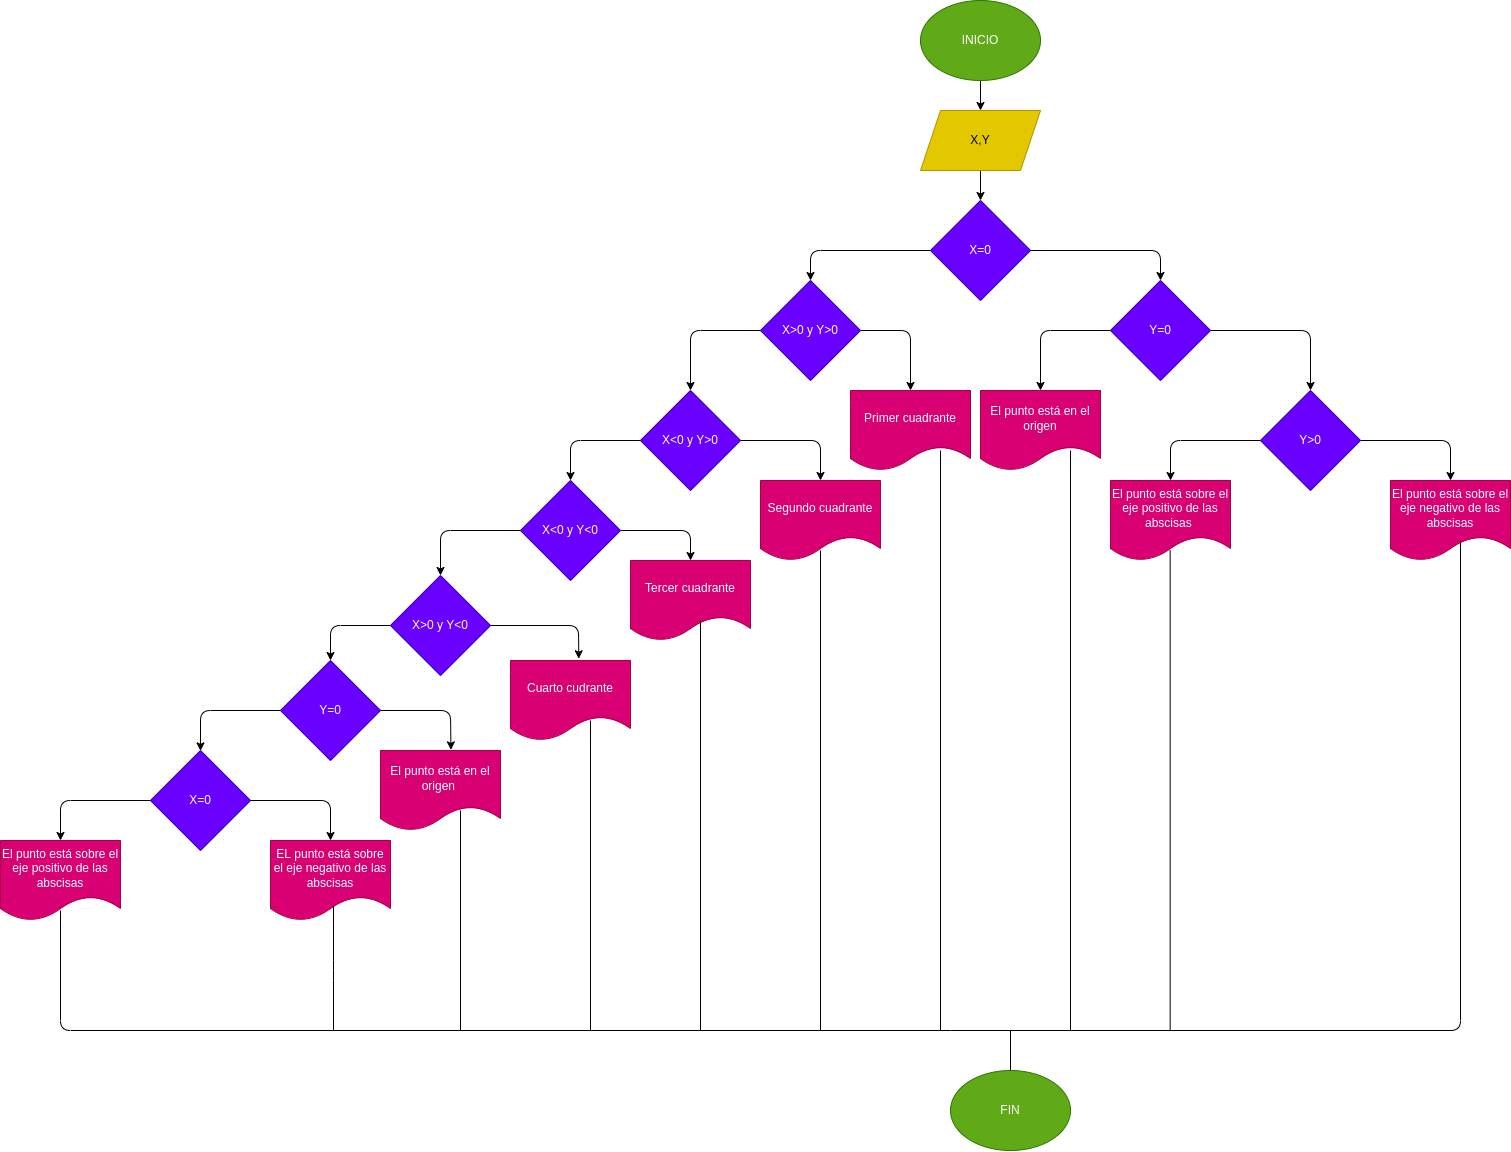 INICIO
X,Y
X=0
X>0 y Y>0
Y=0
X<0 y Y>0
Primer cuadrante
El punto está en el
origen
Y>0
X<0 y Y<0
Segundo cuadrante
El punto está sobre el
eje positivo de las
abscisas
El punto está sobre el
eje negativo de las
abscisas
X>0 y Y<0
Tercer cuadrante
Y=0
Cuarto cudrante
X=0
El punto está en el
origen
El punto está sobre el
eje positivo de las
abscisas
EL punto está sobre
el eje negativo de las
abscisas
FIN